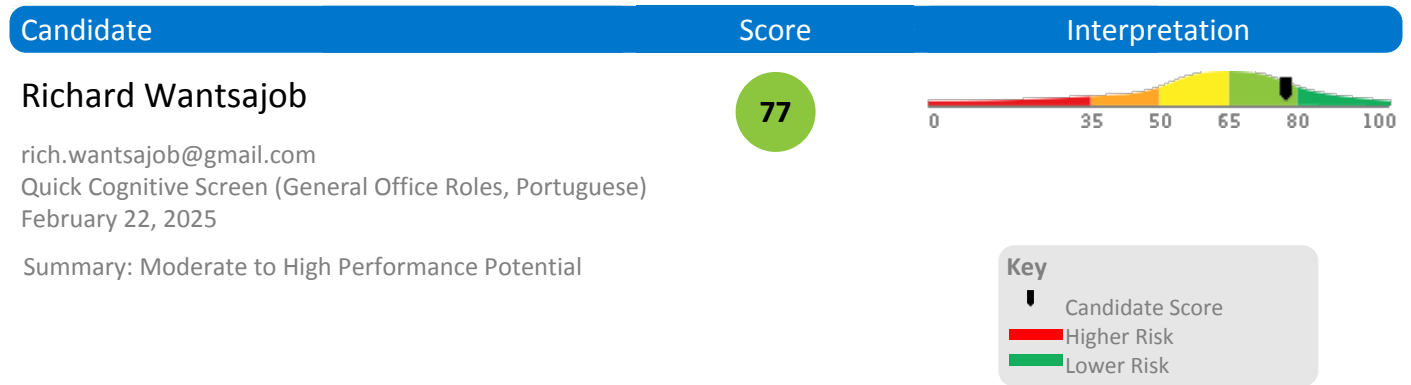 Candidate Score Interpretation
Richard Wantsajob
77
0 35 50 65 80 100
rich.wantsajob@gmail.com
Quick Cognitive Screen (General Office Roles, Portuguese)
February 22, 2025
Summary: Moderate to High Performance Potential
Key
Candidate Score
Higher Risk
Lower Risk